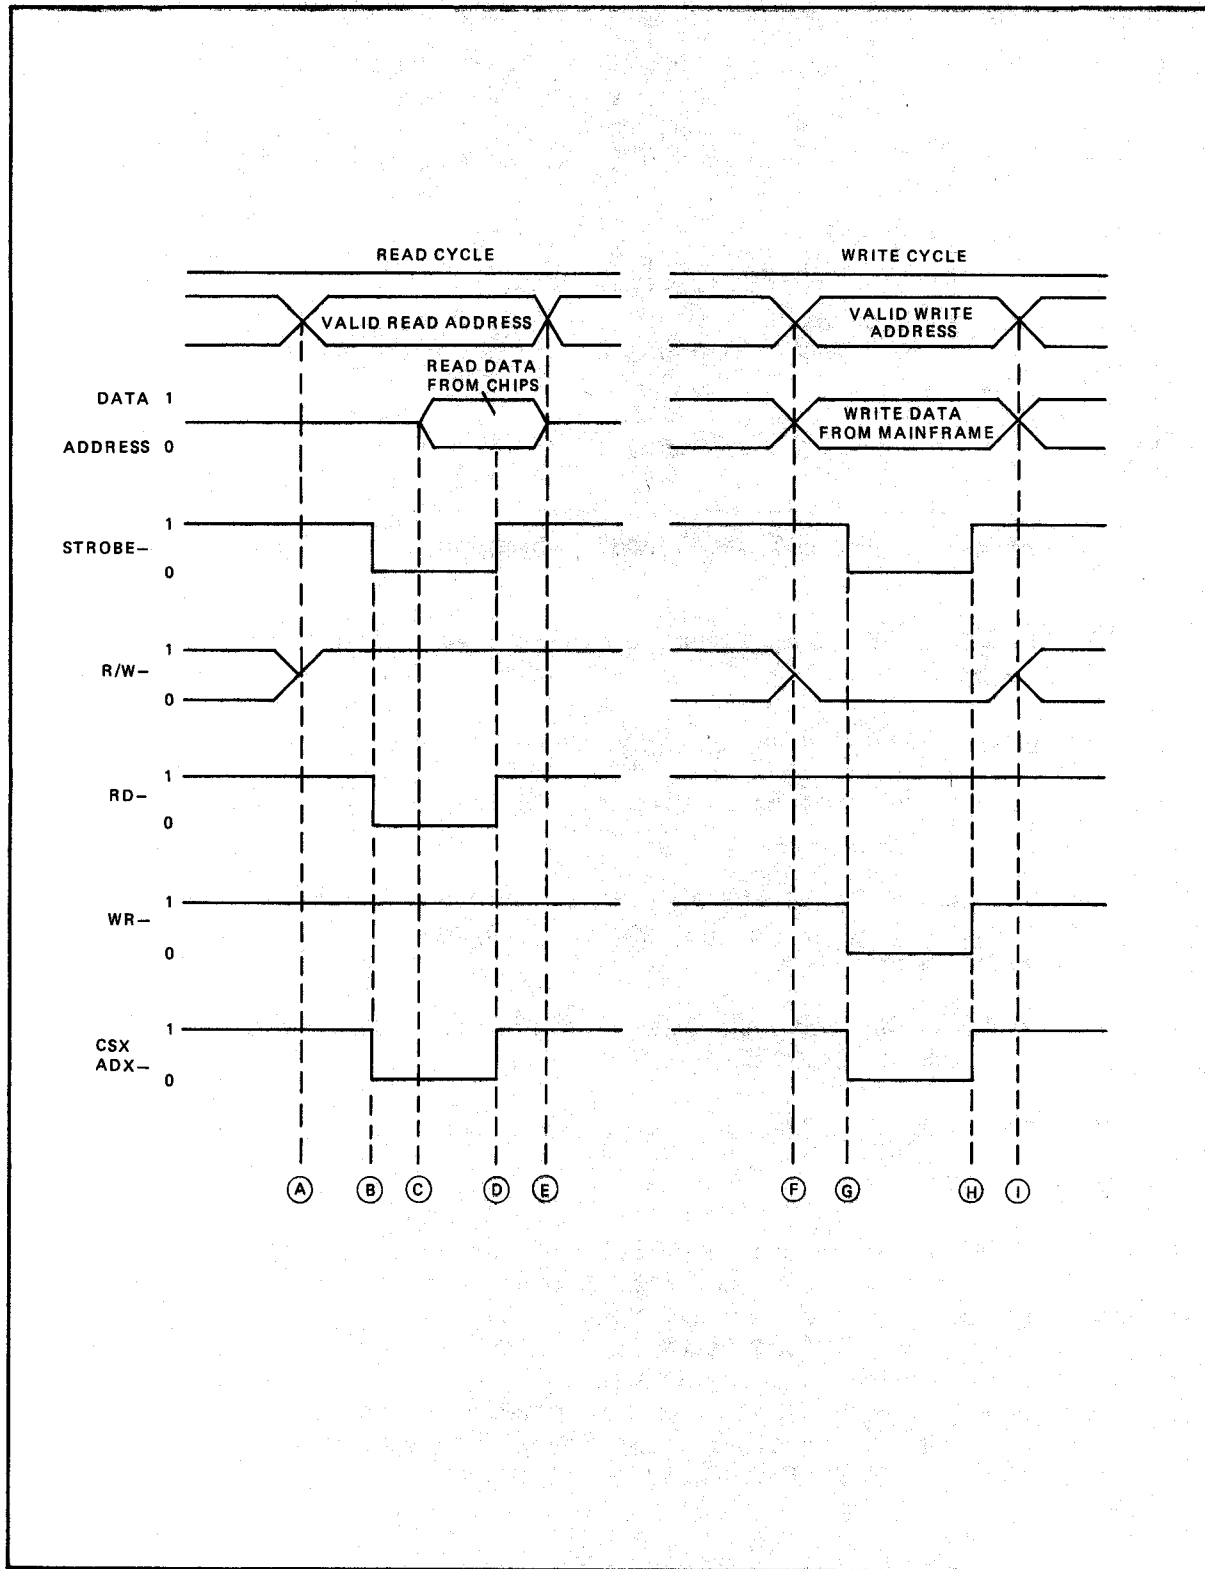 READ CYCLE
WRITE CYCLE
VALID READ ADDRESS
VALID WRITE
ADDRESS
READ DATA
FROM CHIPS
DATA 1
ADDRESS 0
WRITE DATA
FROM MAINFRAME
1
STROBE–
0
1
R/W–
0
1
RD–
0
1
WR–
0
1
CSX
ADX–
0
A B C D E F G H I